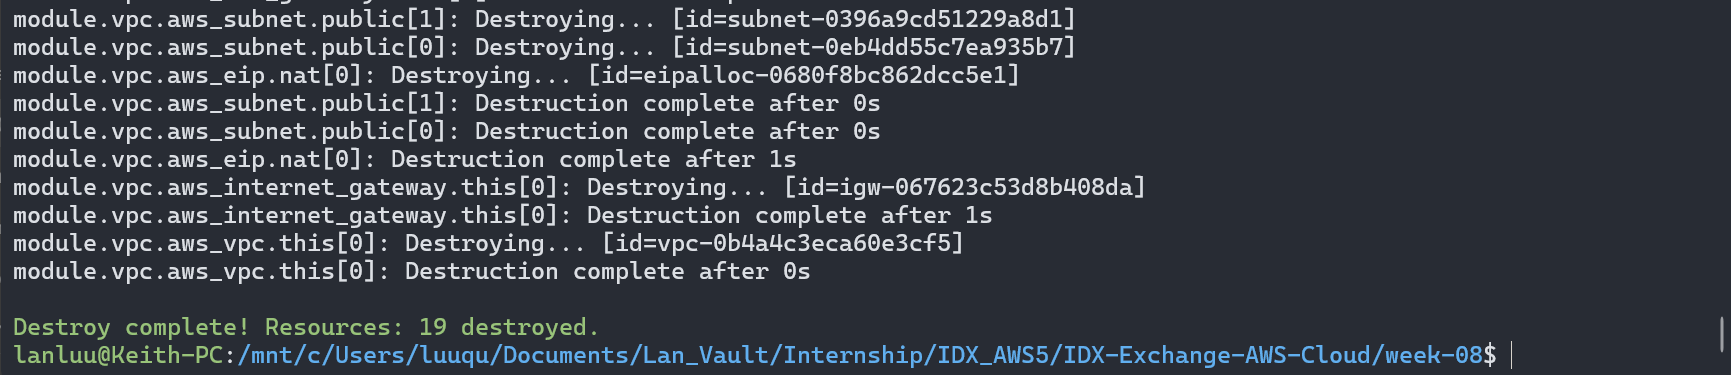 module.vpc.aws_subnet.public[1]: Destroying... [id=subnet-0396a9cd51229a8d1]
module.vpc.aws_subnet.public[0]: Destroying... [id=subnet-0eb4dd55c7ea935b7]
module.vpc.aws_eip.nat[0]: Destroying... [id=eipalloc-0680f8bc862dcc5e1]
module.vpc.aws_subnet.public[1]: Destruction complete after 0s
module.vpc.aws_subnet.public[0]: Destruction complete after 0s
module.vpc.aws_eip.nat[0]: Destruction complete after 1s
module.vpc.aws_internet_gateway.this[0]: Destroying... [id=igw-067623c53d8b408da]
module.vpc.aws_internet_gateway.this[0]: Destruction complete after 1s
module.vpc.aws_vpc.this[0]: Destroying... [id=vpc-0b4a4c3eca60e3cf5]
module.vpc.aws_vpc.this[0]: Destruction complete after 0s
Destroy complete! Resources: 19 destroyed.
lanluu@Keith-PC:/mnt/c/Users/luuqu/Documents/Lan_Vault/Internship/IDX_AWS5/IDX-Exchange-AWS-Cloud/week-08$